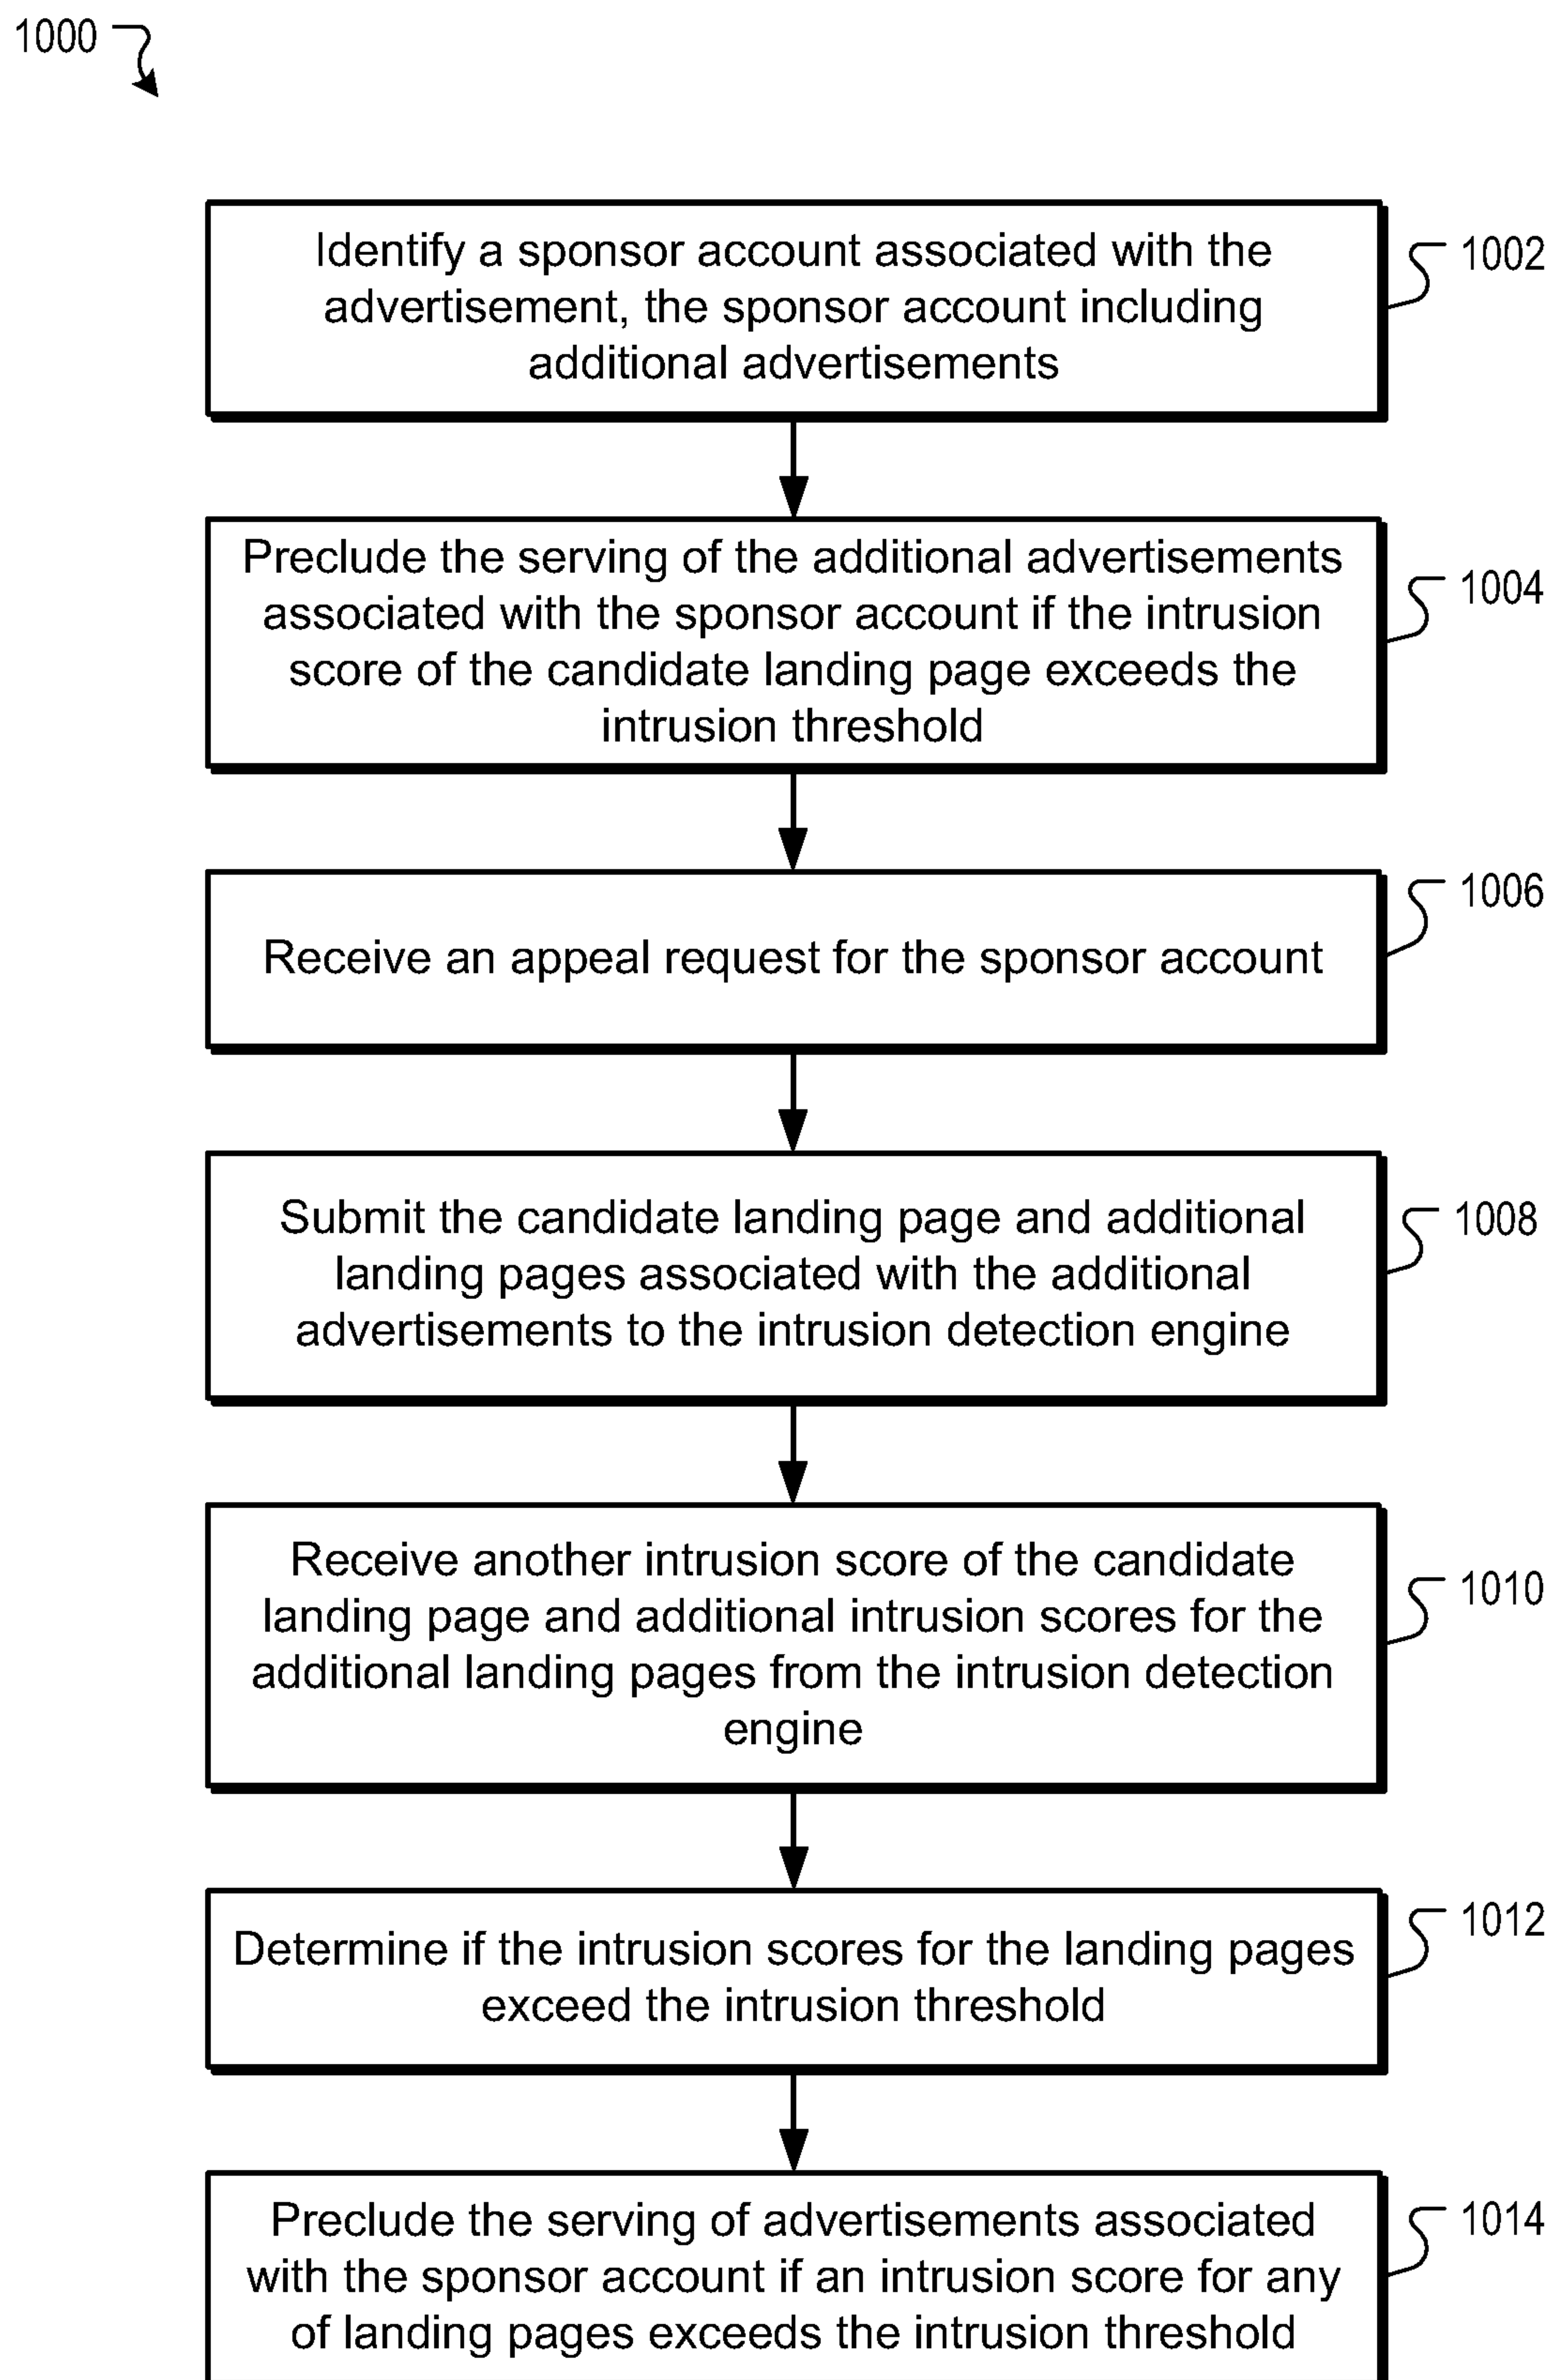 1000
Identify a sponsor account associated with the
advertisement, the sponsor account including
additional advertisements
1002
Preclude the serving of the additional advertisements
associated with the sponsor account if the intrusion
score of the candidate landing page exceeds the
intrusion threshold
1004
Receive an appeal request for the sponsor account
1006
Submit the candidate landing page and additional
landing pages associated with the additional
advertisements to the intrusion detection engine
1008
Receive another intrusion score of the candidate
landing page and additional intrusion scores for the
additional landing pages from the intrusion detection
engine
1010
Determine if the intrusion scores for the landing pages
exceed the intrusion threshold
1012
Preclude the serving of advertisements associated
with the sponsor account if an intrusion score for any
of landing pages exceeds the intrusion threshold
1014